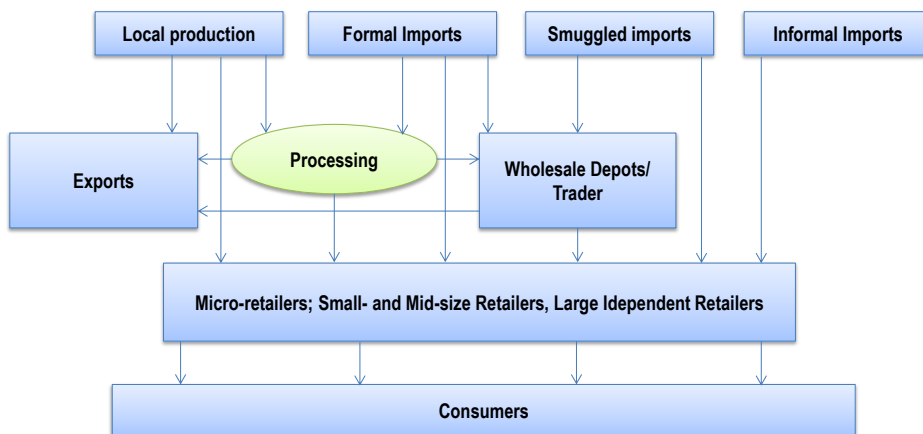 Local production
Formal Imports
Smuggled imports
Informal Imports
Exports
Processing
Wholesale Depots/
Trader
Micro-retailers; Small- and Mid-size Retailers, Large Idependent Retailers
Consumers